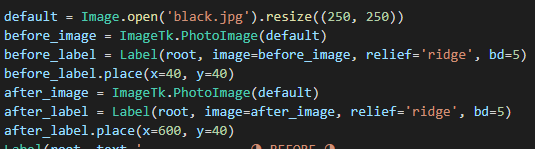 default = Image.open('black.jpg').resize((250, 250))
before_image = ImageTk.PhotoImage(default)
before_label = Label(root, image=before_image, relief='ridge', bd=5)
before_label.place(x=40, y=40)
after_image = ImageTk.PhotoImage(default)
after_label = Label(root, image=after_image, relief='ridge', bd=5)
after_label.place(x=600, y=40)
Label(root, text BEFORE